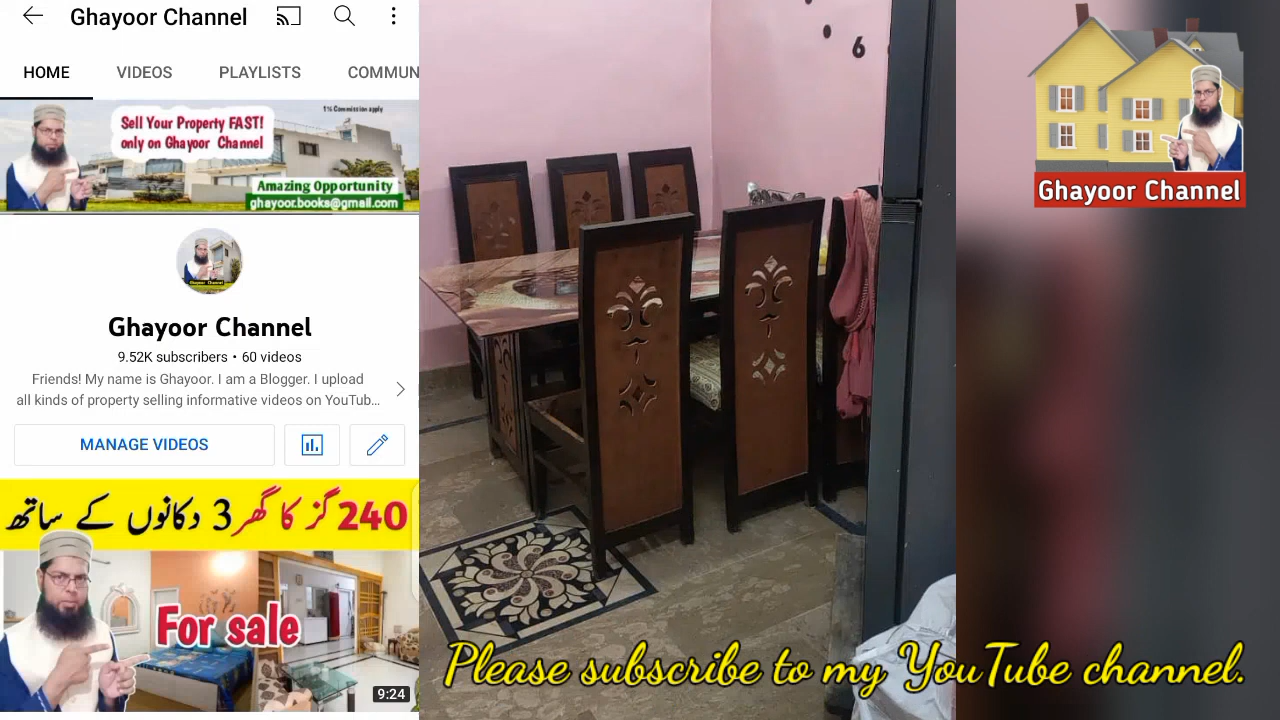 Ghayoor Channel
HOME VIDEOS PLAYLISTS COMMUN
1% Commission apply
Sell Your Property FAST!
only on Ghayoor Channel
Amazing Opportunity
ghayoor.books@gmail.com
Ghayoor Channel
9.52K subscribers • 60 videos
Friends! My name is Ghayoor. I am a Blogger. I upload
all kinds of property selling informative videos on YouTub...
MANAGE VIDEOS
240 گز کا گھر 3 دکانوں کے ساتھ
For sale
9:24
6
Ghayoor Channel
Please subscribe to my YouTube channel.